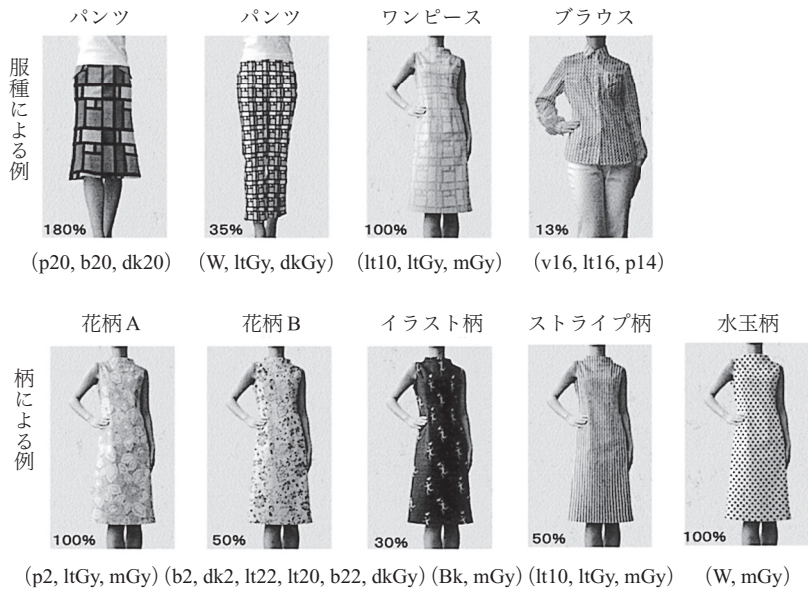 パンツ パンツ ワンピース ブラウス
服種による例
180% 35% 100% 13%
(p20, b20, dk20) (W, ltGy, dkGy) (lt10, ltGy, mGy) (v16, lt16, p14)
花柄A 花柄B イラスト柄 ストライプ柄 水玉柄
柄による例
100% 50% 30% 50% 100%
(p2, ltGy, mGy) (b2, dk2, lt22, lt20, b22, dkGy) (Bk, mGy) (lt10, ltGy, mGy) (W, mGy)